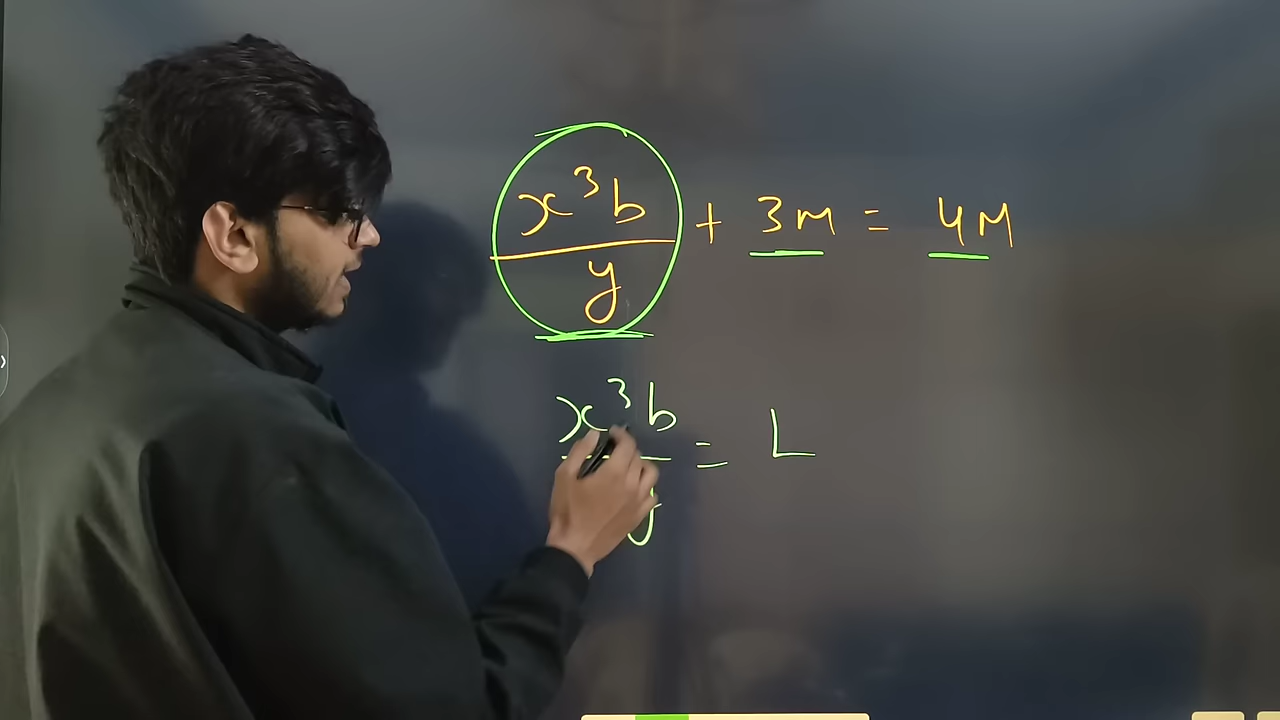 x³b/y + 3M = 4M
x³b/y = L